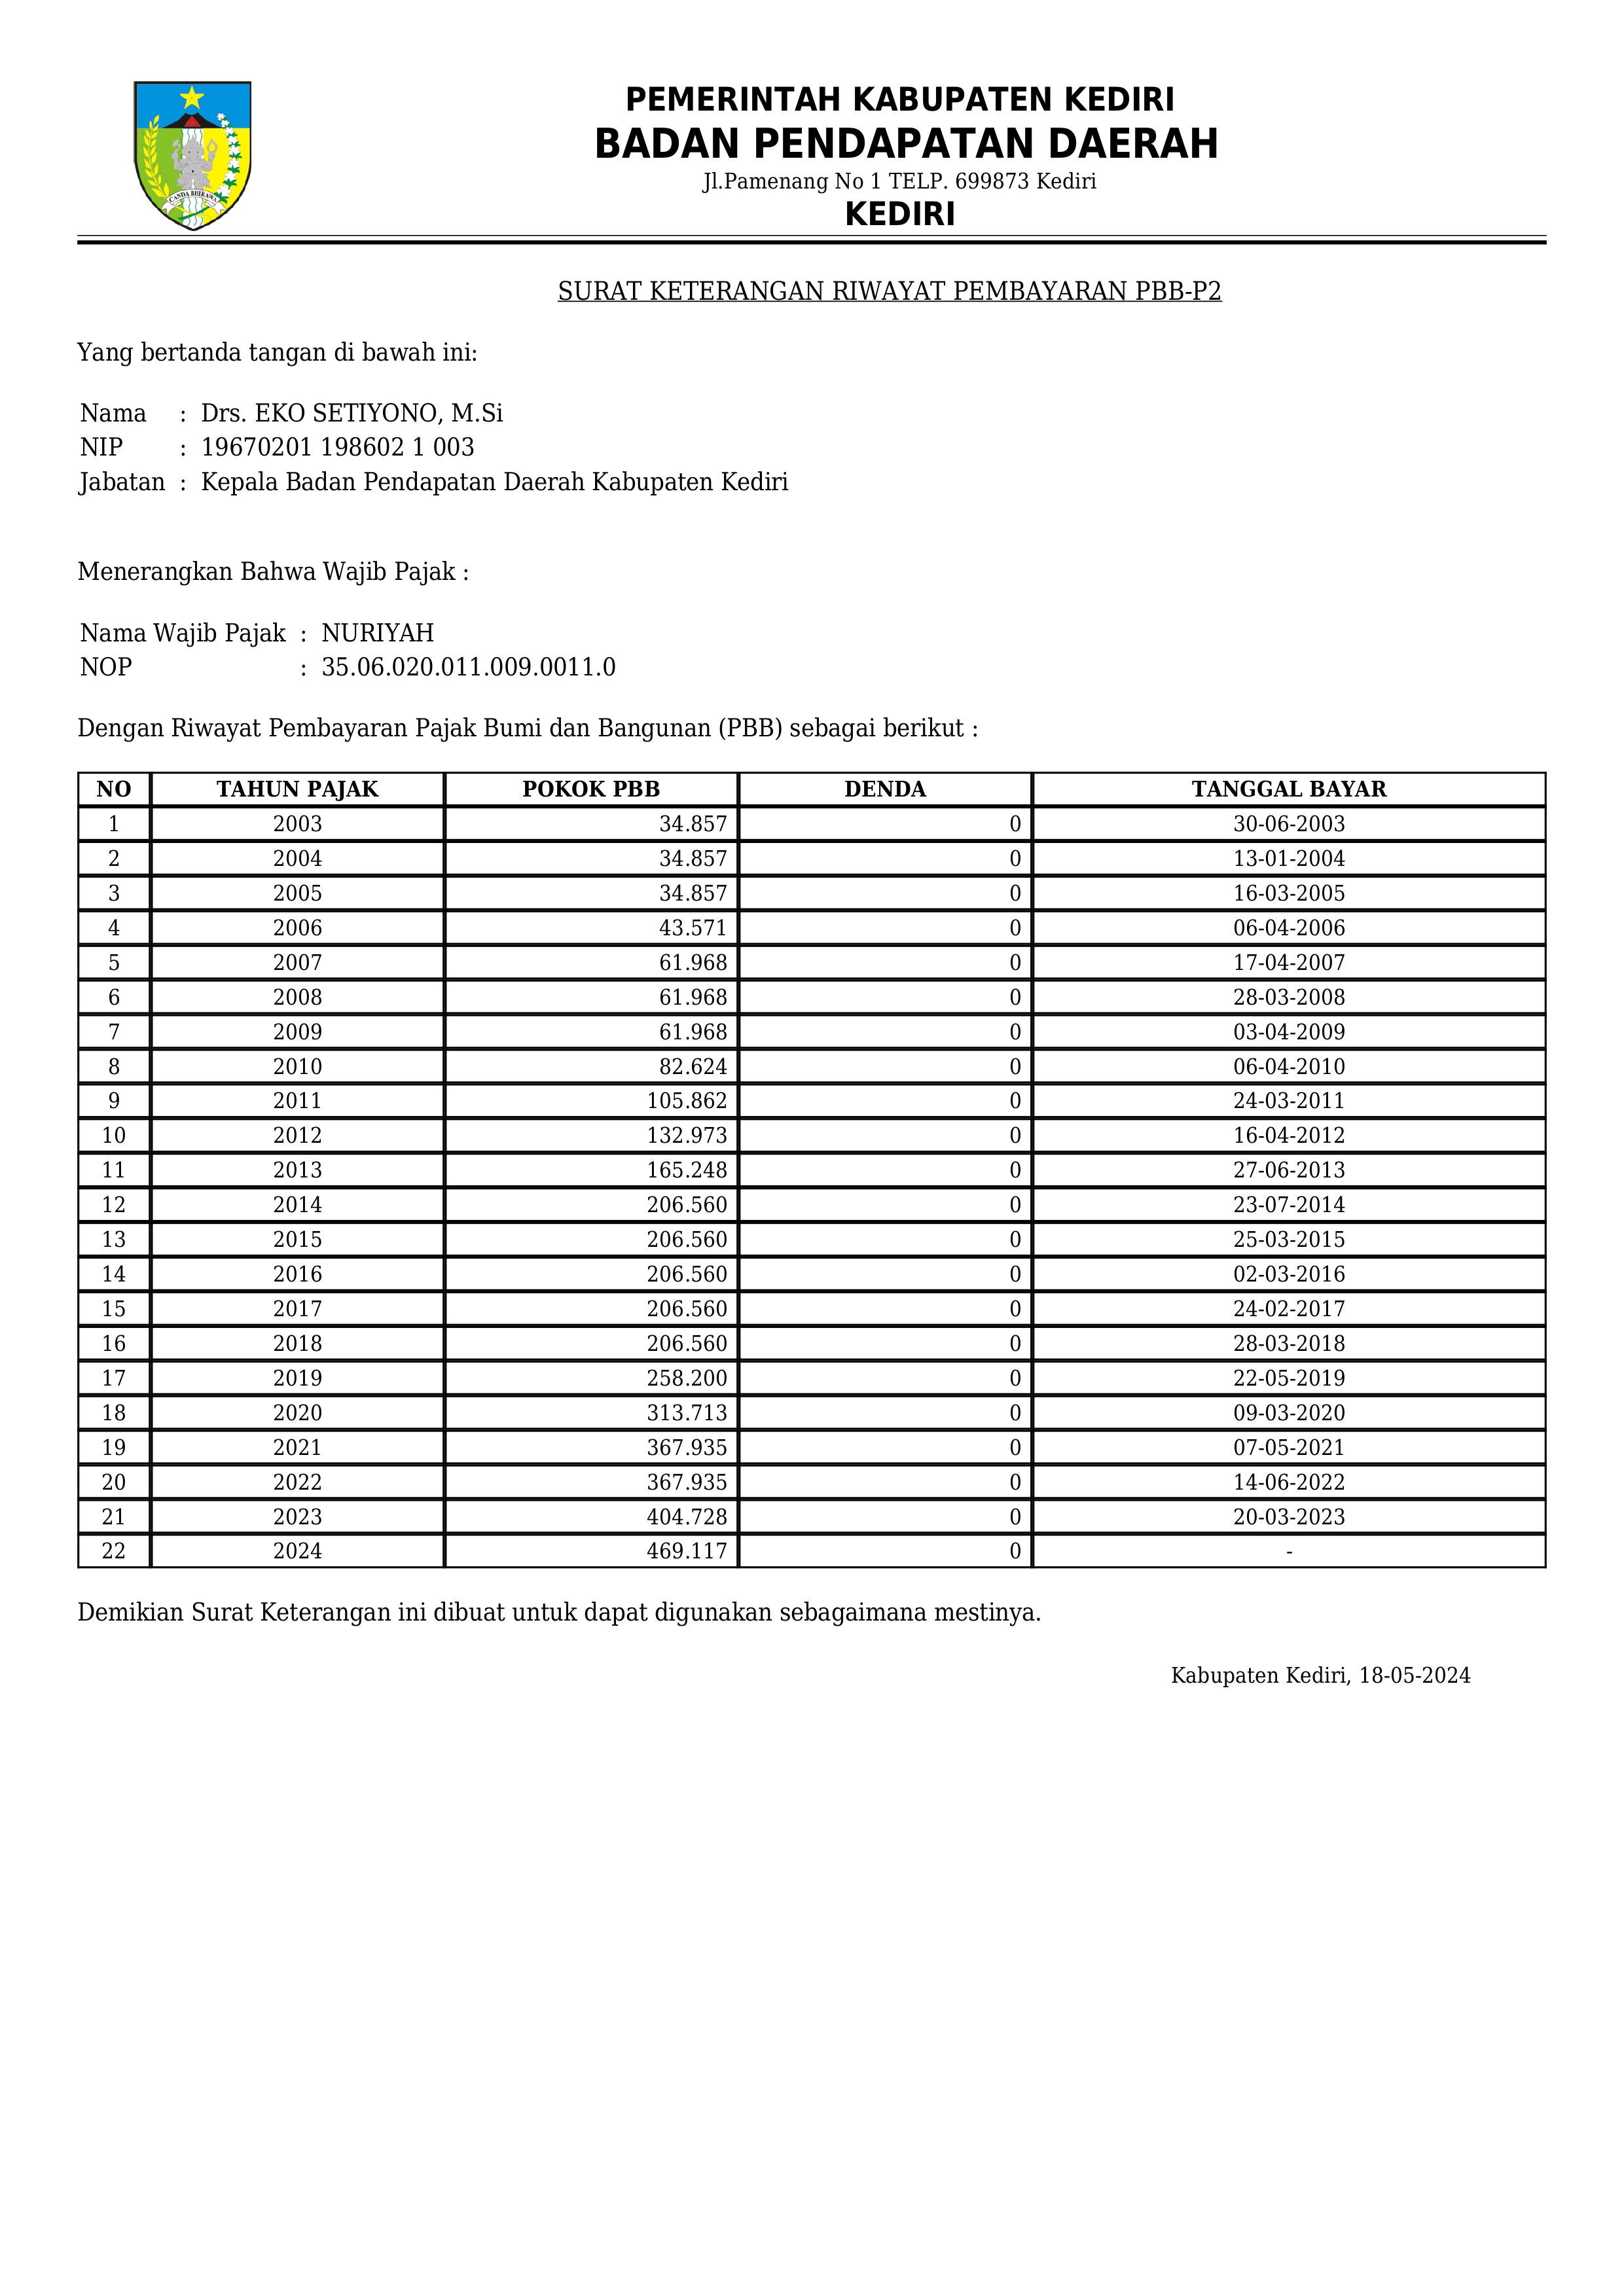 CANDA BHIRAWA
PEMERINTAH KABUPATEN KEDIRI
BADAN PENDAPATAN DAERAH
Jl.Pamenang No 1 TELP. 699873 Kediri
KEDIRI
SURAT KETERANGAN RIWAYAT PEMBAYARAN PBB-P2
Yang bertanda tangan di bawah ini:
Nama : Drs. EKO SETIYONO, M.Si
NIP : 19670201 198602 1 003
Jabatan : Kepala Badan Pendapatan Daerah Kabupaten Kediri
Menerangkan Bahwa Wajib Pajak :
Nama Wajib Pajak : NURIYAH
NOP : 35.06.020.011.009.0011.0
Dengan Riwayat Pembayaran Pajak Bumi dan Bangunan (PBB) sebagai berikut :
NO TAHUN PAJAK POKOK PBB DENDA TANGGAL BAYAR
1 2003 34.857 0 30-06-2003
2 2004 34.857 0 13-01-2004
3 2005 34.857 0 16-03-2005
4 2006 43.571 0 06-04-2006
5 2007 61.968 0 17-04-2007
6 2008 61.968 0 28-03-2008
7 2009 61.968 0 03-04-2009
8 2010 82.624 0 06-04-2010
9 2011 105.862 0 24-03-2011
10 2012 132.973 0 16-04-2012
11 2013 165.248 0 27-06-2013
12 2014 206.560 0 23-07-2014
13 2015 206.560 0 25-03-2015
14 2016 206.560 0 02-03-2016
15 2017 206.560 0 24-02-2017
16 2018 206.560 0 28-03-2018
17 2019 258.200 0 22-05-2019
18 2020 313.713 0 09-03-2020
19 2021 367.935 0 07-05-2021
20 2022 367.935 0 14-06-2022
21 2023 404.728 0 20-03-2023
22 2024 469.117 0 -
Demikian Surat Keterangan ini dibuat untuk dapat digunakan sebagaimana mestinya.
Kabupaten Kediri, 18-05-2024